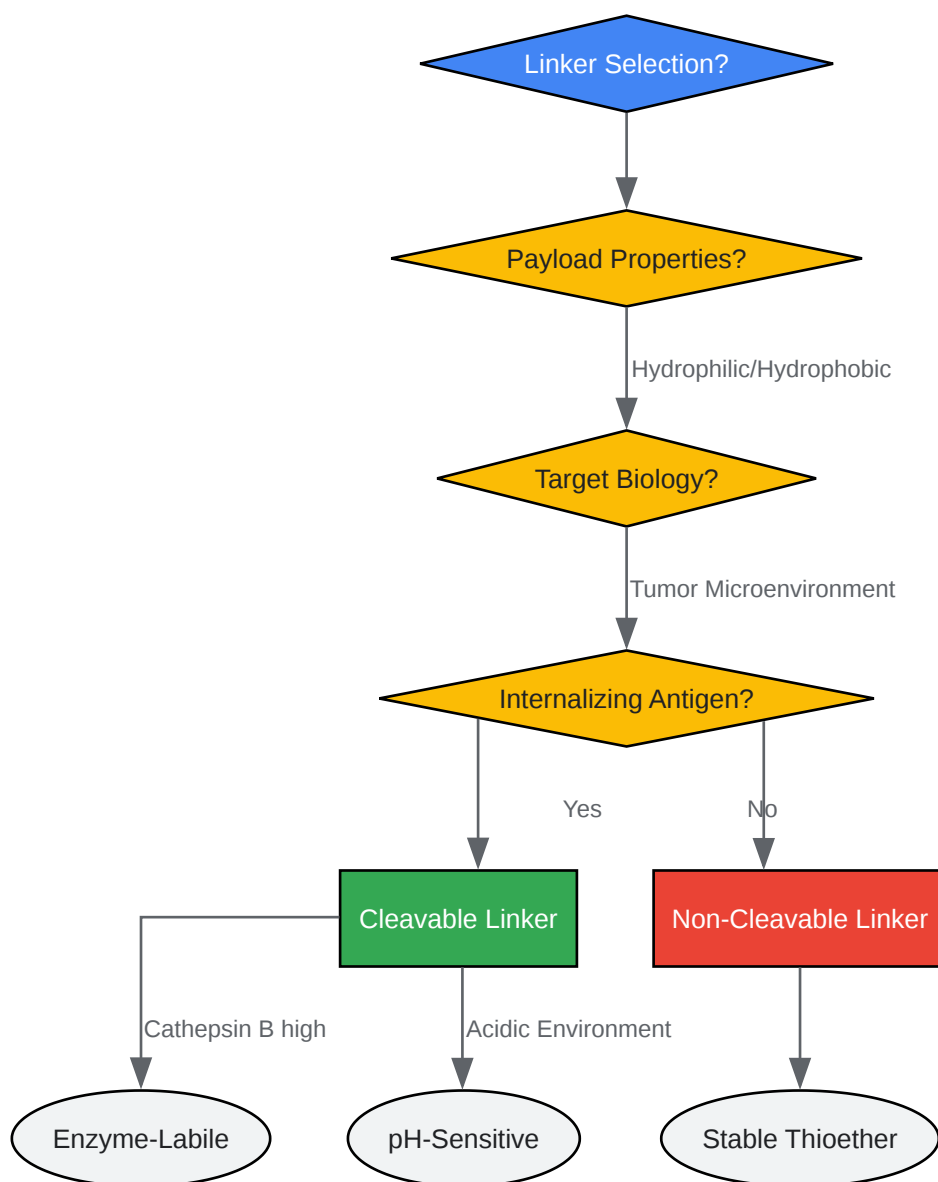 Linker Selection?
Payload Properties?
Hydrophilic/Hydrophobic
Target Biology?
Tumor Microenvironment
Internalizing Antigen?
Yes
No
Cleavable Linker
Non-Cleavable Linker
Cathepsin B high
Acidic Environment
Enzyme-Labile
pH-Sensitive
Stable Thioether